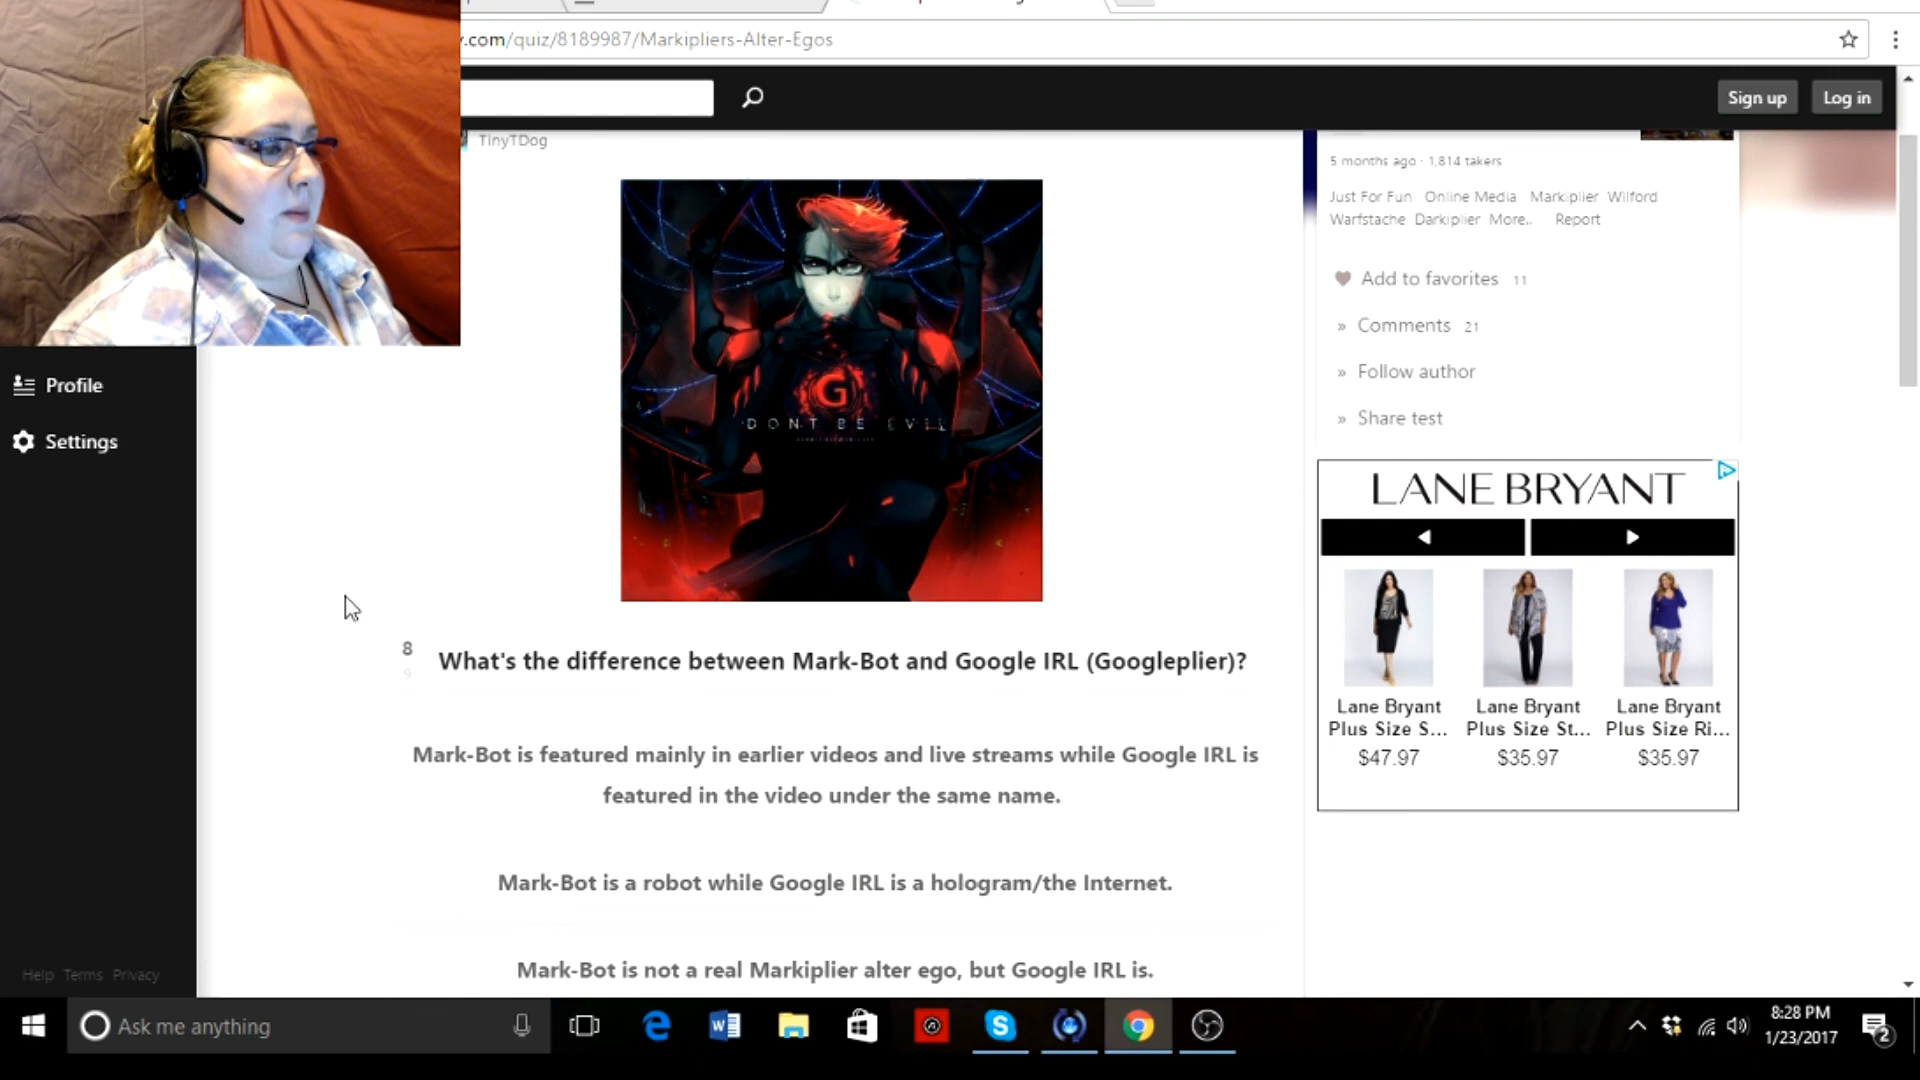 .com/quiz/8189987/Markipliers-Alter-Egos
Sign up
Log in
TinyTDog
5 months ago · 1,814 takers
Just For Fun Online Media Markiplier Wilford
Warfstache Darkiplier More.. Report
Add to favorites 11
» Comments 21
» Follow author
» Share test
Profile
Settings
G
DONT BE EVIL
LANE BRYANT
Lane Bryant
Plus Size S...
$47.97
Lane Bryant
Plus Size St...
$35.97
Lane Bryant
Plus Size Ri...
$35.97
8
9
What's the difference between Mark-Bot and Google IRL (Googleplier)?
Mark-Bot is featured mainly in earlier videos and live streams while Google IRL is
featured in the video under the same name.
Mark-Bot is a robot while Google IRL is a hologram/the Internet.
Mark-Bot is not a real Markiplier alter ego, but Google IRL is.
Help Terms Privacy
Ask me anything
8:28 PM
1/23/2017
2